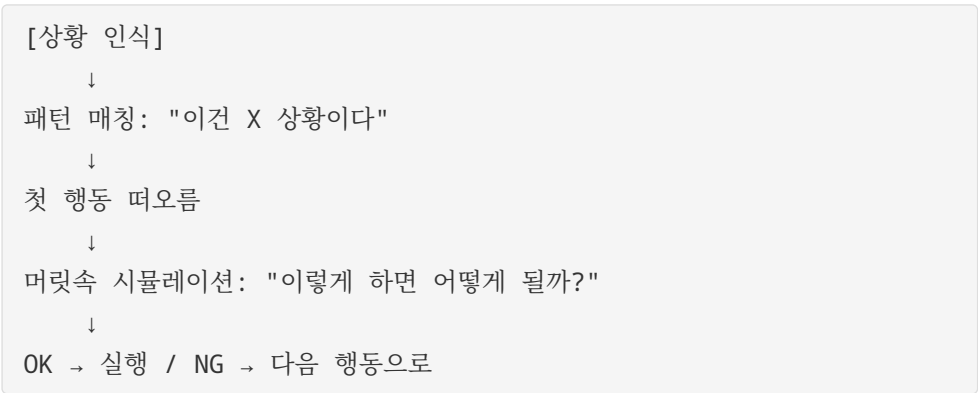 [상황 인식]
↓
패턴 매칭: "이건 X 상황이다"
↓
첫 행동 떠오름
↓
머릿속 시뮬레이션: "이렇게 하면 어떻게 될까?"
↓
OK → 실행 / NG → 다음 행동으로